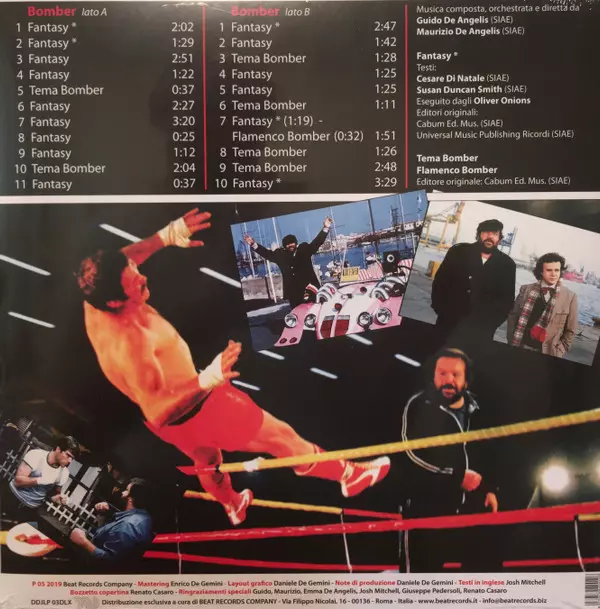 Bomber lato A
1 Fantasy * 2:02
2 Fantasy * 1:29
3 Fantasy 2:51
4 Fantasy 1:22
5 Tema Bomber 0:37
6 Fantasy 2:27
7 Fantasy 3:20
8 Fantasy 0:25
9 Fantasy 1:12
10 Tema Bomber 2:04
11 Fantasy 0:37
Bomber lato B
1 Fantasy * 2:47
2 Fantasy 1:42
3 Tema Bomber 1:28
4 Fantasy 1:25
5 Fantasy 1:25
6 Tema Bomber 1:11
7 Fantasy * (1:19) -
Flamenco Bomber (0:32) 1:51
8 Tema Bomber 1:26
9 Tema Bomber 2:48
10 Fantasy * 3:29
Musica composta, orchestrata e diretta da
Guido De Angelis (SIAE)
Maurizio De Angelis (SIAE)
Fantasy *
Testi:
Cesare Di Natale (SIAE)
Susan Duncan Smith (SIAE)
Eseguito dagli Oliver Onions
Editori originali:
Cabum Ed. Mus. (SIAE)
Universal Music Publishing Ricordi (SIAE)
Tema Bomber
Flamenco Bomber
Editore originale: Cabum Ed. Mus. (SIAE)
P 05 2019 Beat Records Company - Mastering Enrico De Gemini - Layout grafico Daniele De Gemini - Note di produzione Daniele De Gemini - Testi in inglese Josh Mitchell
Bozzetto copertina Renato Casaro - Ringraziamenti speciali Guido, Maurizio, Emma De Angelis, Josh Mitchell, Giuseppe Pedersoli, Renato Casaro
DDJLP 03DLX Distribuzione esclusiva a cura di BEAT RECORDS COMPANY - Via Filippo Nicolai, 16 - 00136 - Roma - Italia - www.beatrecords.it - info@beatrecords.biz